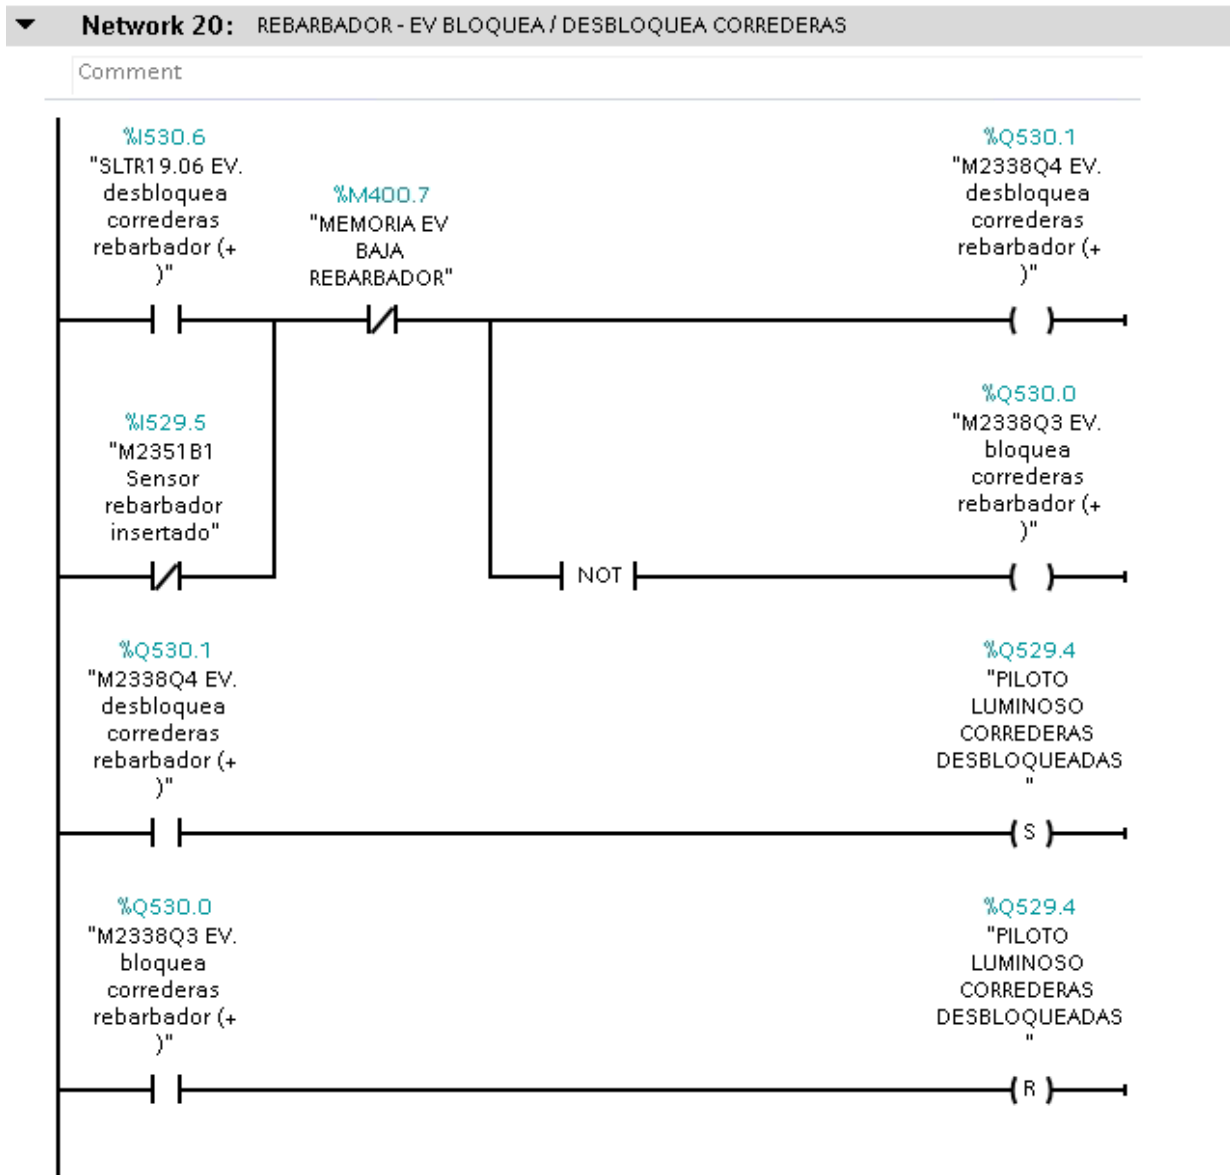 Network 20: REBARBADOR - EV BLOQUEA / DESBLOQUEA CORREDERAS
Comment
%I530.6
"SLTR19.06 EV.
desbloquea
correderas
rebarbador (+
)"
%M400.7
"MEMORIA EV
BAJA
REBARBADOR"
%Q530.1
"M2338Q4 EV.
desbloquea
correderas
rebarbador (+
)"
%I529.5
"M2351B1
Sensor
rebarbador
insertado"
%Q530.0
"M2338Q3 EV.
bloquea
correderas
rebarbador (+
)"
NOT
%Q530.1
"M2338Q4 EV.
desbloquea
correderas
rebarbador (+
)"
%Q529.4
"PILOTO
LUMINOSO
CORREDERAS
DESBLOQUEADAS
"
S
%Q530.0
"M2338Q3 EV.
bloquea
correderas
rebarbador (+
)"
%Q529.4
"PILOTO
LUMINOSO
CORREDERAS
DESBLOQUEADAS
"
R